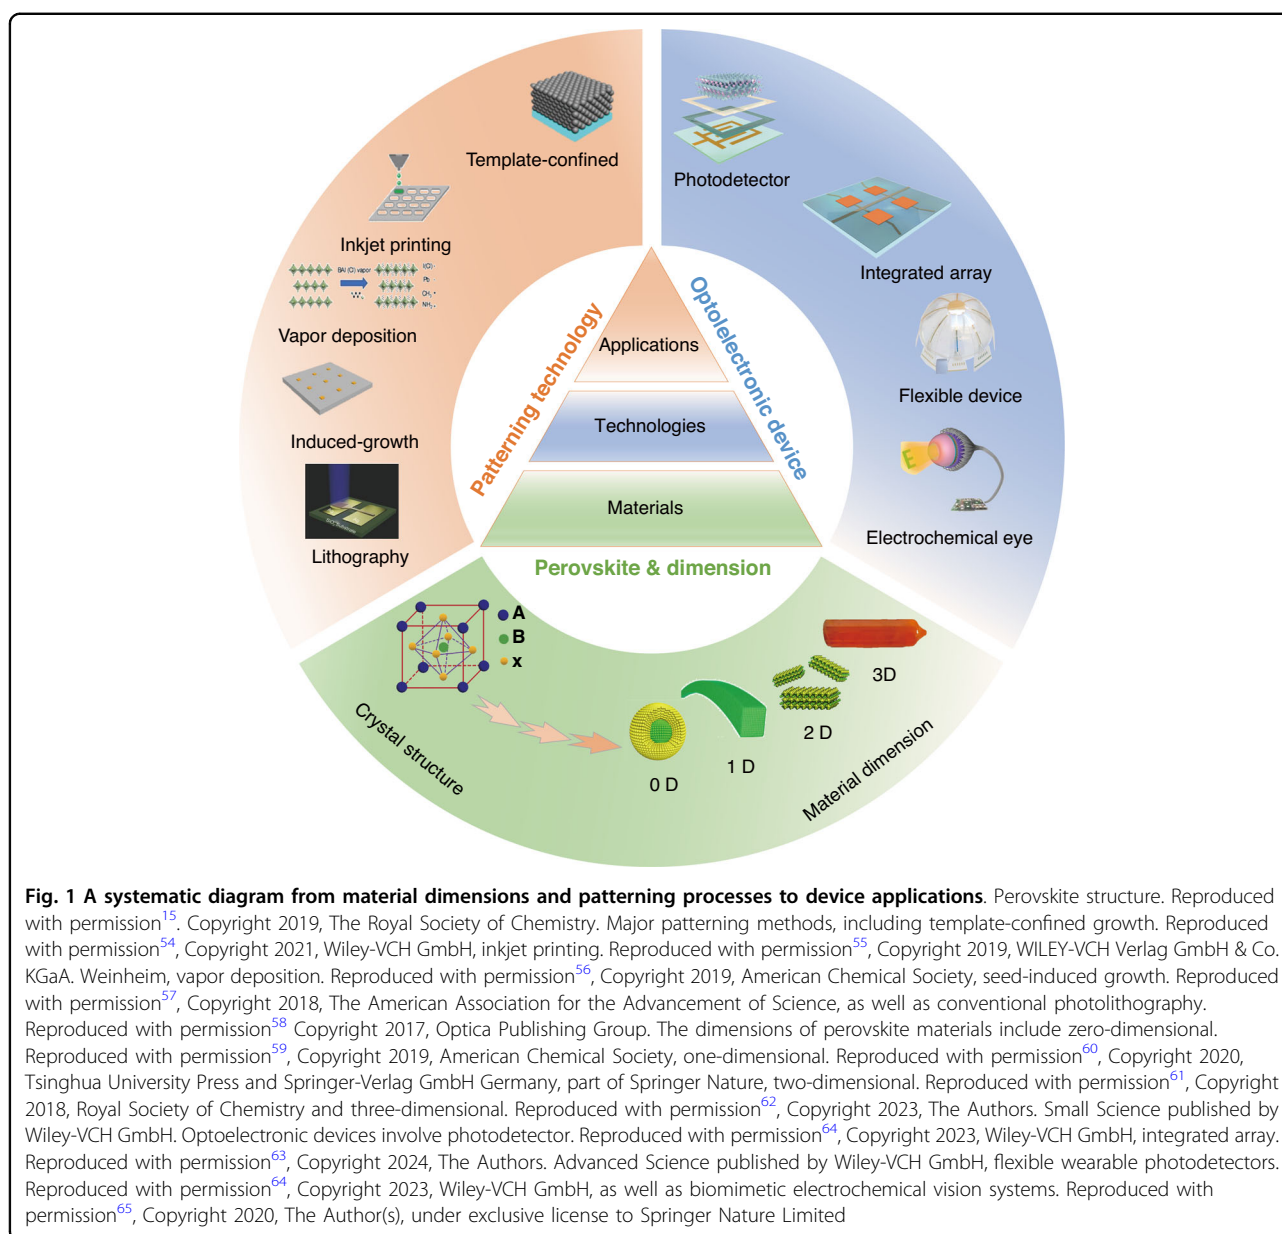 Template-confined
Inkjet printing
BAI (Cl) vapor
I(Cl)
Pb
CH₃⁺
NH₂
Vapor deposition
Induced-growth
Lithography
Patterning technology
Photodetector
Integrated array
Flexible device
E
Electrochemical eye
Optolelectronic device
Applications
Technologies
Materials
Perovskite & dimension
A
B
x
Crystal structure
0 D
1 D
2 D
3D
Material dimension
Fig. 1 A systematic diagram from material dimensions and patterning processes to device applications. Perovskite structure. Reproduced
with permission¹⁵. Copyright 2019, The Royal Society of Chemistry. Major patterning methods, including template-confined growth. Reproduced
with permission⁵⁴, Copyright 2021, Wiley-VCH GmbH, inkjet printing. Reproduced with permission⁵⁵, Copyright 2019, WILEY-VCH Verlag GmbH & Co.
KGaA. Weinheim, vapor deposition. Reproduced with permission⁵⁶, Copyright 2019, American Chemical Society, seed-induced growth. Reproduced
with permission⁵⁷, Copyright 2018, The American Association for the Advancement of Science, as well as conventional photolithography.
Reproduced with permission⁵⁸ Copyright 2017, Optica Publishing Group. The dimensions of perovskite materials include zero-dimensional.
Reproduced with permission⁵⁹, Copyright 2019, American Chemical Society, one-dimensional. Reproduced with permission⁶⁰, Copyright 2020,
Tsinghua University Press and Springer-Verlag GmbH Germany, part of Springer Nature, two-dimensional. Reproduced with permission⁶¹, Copyright
2018, Royal Society of Chemistry and three-dimensional. Reproduced with permission⁶², Copyright 2023, The Authors. Small Science published by
Wiley-VCH GmbH. Optoelectronic devices involve photodetector. Reproduced with permission⁶⁴, Copyright 2023, Wiley-VCH GmbH, integrated array.
Reproduced with permission⁶³, Copyright 2024, The Authors. Advanced Science published by Wiley-VCH GmbH, flexible wearable photodetectors.
Reproduced with permission⁶⁴, Copyright 2023, Wiley-VCH GmbH, as well as biomimetic electrochemical vision systems. Reproduced with
permission⁶⁵, Copyright 2020, The Author(s), under exclusive license to Springer Nature Limited